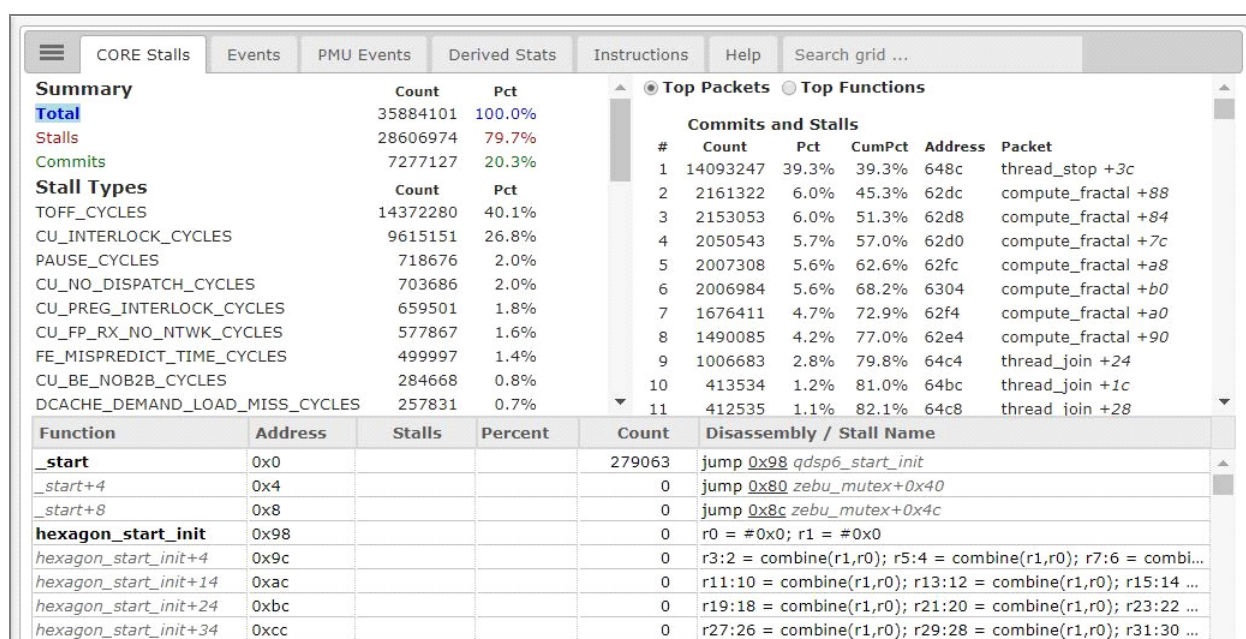 CORE Stalls Events PMU Events Derived Stats Instructions Help Search grid ...
Summary Count Pct
Total 35884101 100.0%
Stalls 28606974 79.7%
Commits 7277127 20.3%
Stall Types Count Pct
TOFF_CYCLES 14372280 40.1%
CU_INTERLOCK_CYCLES 9615151 26.8%
PAUSE_CYCLES 718676 2.0%
CU_NO_DISPATCH_CYCLES 703686 2.0%
CU_PREG_INTERLOCK_CYCLES 659501 1.8%
CU_FP_RX_NO_NTWK_CYCLES 577867 1.6%
FE_MISPREDICT_TIME_CYCLES 499997 1.4%
CU_BE_NOB2B_CYCLES 284668 0.8%
DCACHE_DEMAND_LOAD_MISS_CYCLES 257831 0.7%
Top Packets Top Functions
Commits and Stalls
# Count Pct CumPct Address Packet
1 14093247 39.3% 39.3% 648c thread_stop +3c
2 2161322 6.0% 45.3% 62dc compute_fractal +88
3 2153053 6.0% 51.3% 62d8 compute_fractal +84
4 2050543 5.7% 57.0% 62d0 compute_fractal +7c
5 2007308 5.6% 62.6% 62fc compute_fractal +a8
6 2006984 5.6% 68.2% 6304 compute_fractal +b0
7 1676411 4.7% 72.9% 62f4 compute_fractal +a0
8 1490085 4.2% 77.0% 62e4 compute_fractal +90
9 1006683 2.8% 79.8% 64c4 thread_join +24
10 413534 1.2% 81.0% 64bc thread_join +1c
11 412535 1.1% 82.1% 64c8 thread_join +28
Function Address Stalls Percent Count Disassembly / Stall Name
_start 0x0 279063 jump 0x98 qdsp6_start_init
_start+4 0x4 0 jump 0x80 zebu_mutex+0x40
_start+8 0x8 0 jump 0x8c zebu_mutex+0x4c
hexagon_start_init 0x98 0 r0 = #0x0; r1 = #0x0
hexagon_start_init+4 0x9c 0 r3:2 = combine(r1,r0); r5:4 = combine(r1,r0); r7:6 = combi...
hexagon_start_init+14 0xac 0 r11:10 = combine(r1,r0); r13:12 = combine(r1,r0); r15:14 ...
hexagon_start_init+24 0xbc 0 r19:18 = combine(r1,r0); r21:20 = combine(r1,r0); r23:22 ...
hexagon_start_init+34 0xcc 0 r27:26 = combine(r1,r0); r29:28 = combine(r1,r0); r31:30 ...